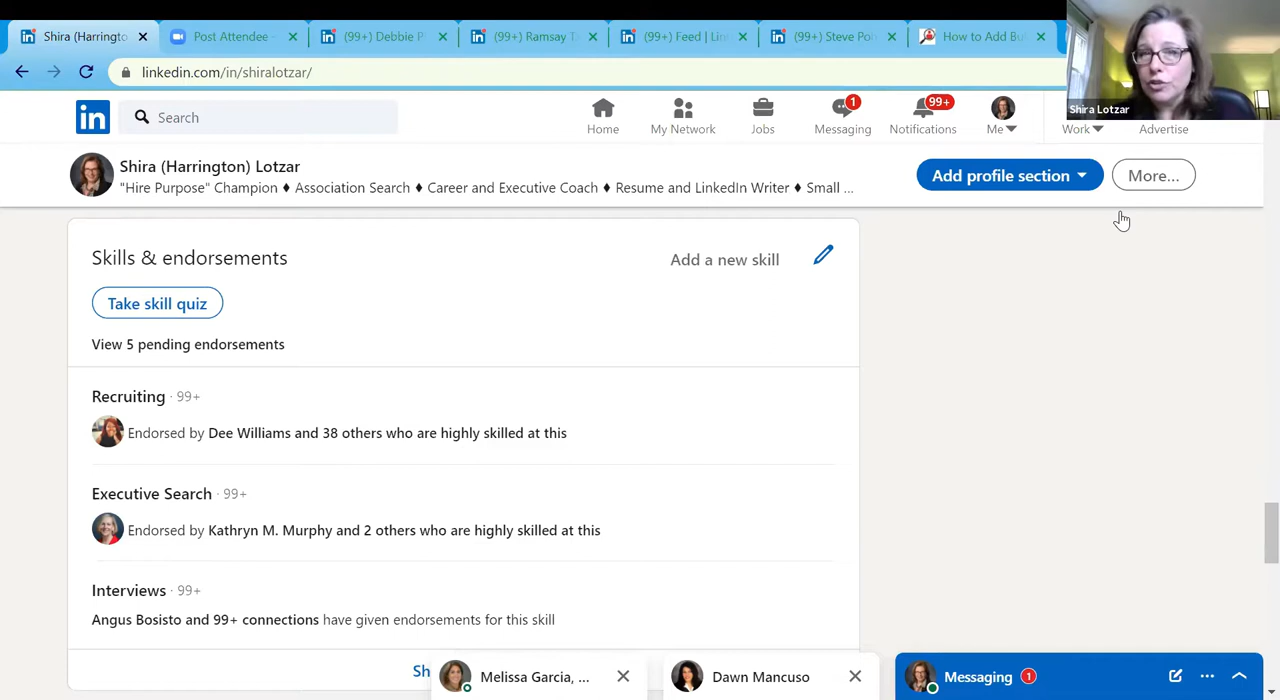 Shira (Harringto
Post Attendee -
(99+) Debbie P
(99+) Ramsay T
(99+) Feed | Lin
(99+) Steve Po
How to Add Bu
linkedin.com/in/shiralotzar/
Shira Lotzar
in
Search
Home
My Network
Jobs
1
Messaging
99+
Notifications
Me
Work
Advertise
Shira (Harrington) Lotzar
"Hire Purpose" Champion ♦ Association Search ♦ Career and Executive Coach ♦ Resume and LinkedIn Writer ♦ Small ...
Add profile section
More...
Skills & endorsements
Add a new skill
Take skill quiz
View 5 pending endorsements
Recruiting · 99+
Endorsed by Dee Williams and 38 others who are highly skilled at this
Executive Search · 99+
Endorsed by Kathryn M. Murphy and 2 others who are highly skilled at this
Interviews · 99+
Angus Bosisto and 99+ connections have given endorsements for this skill
Sh
Melissa Garcia, ...
Dawn Mancuso
Messaging 1